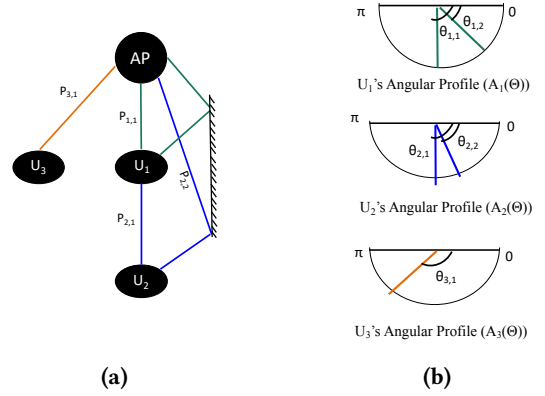 AP
P3,1
P1,1
U3
U1
P2,2
P2,1
U2
(a)
π
0
θ1,1
θ1,2
U1's Angular Profile (A1(Θ))
π
0
θ2,1
θ2,2
U2's Angular Profile (A2(Θ))
π
0
θ3,1
U3's Angular Profile (A3(Θ))
(b)